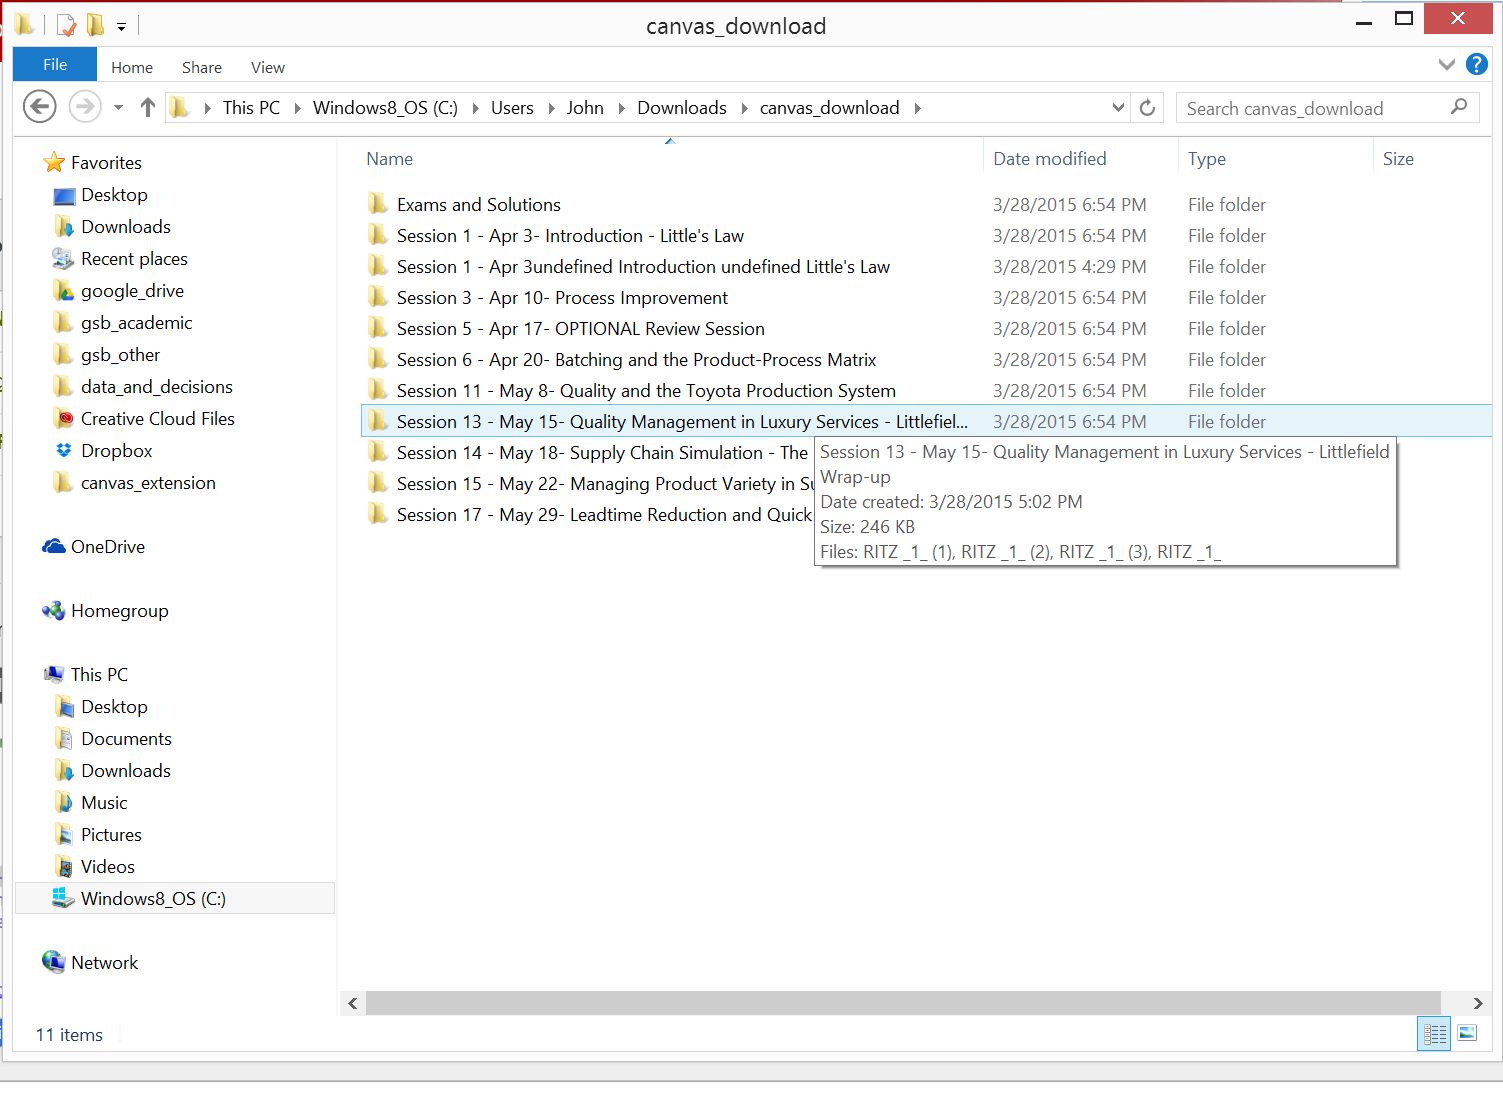 canvas_download
File
Home
Share
View
This PC
Windows8_OS (C:)
Users
John
Downloads
canvas_download
Search canvas_download
Favorites
Desktop
Downloads
Recent places
google_drive
gsb_academic
gsb_other
data_and_decisions
Creative Cloud Files
Dropbox
canvas_extension
OneDrive
Homegroup
This PC
Desktop
Documents
Downloads
Music
Pictures
Videos
Windows8_OS (C:)
Network
Name Date modified Type Size
Exams and Solutions 3/28/2015 6:54 PM File folder
Session 1 - Apr 3- Introduction - Little's Law 3/28/2015 6:54 PM File folder
Session 1 - Apr 3undefined Introduction undefined Little's Law 3/28/2015 4:29 PM File folder
Session 3 - Apr 10- Process Improvement 3/28/2015 6:54 PM File folder
Session 5 - Apr 17- OPTIONAL Review Session 3/28/2015 6:54 PM File folder
Session 6 - Apr 20- Batching and the Product-Process Matrix 3/28/2015 6:54 PM File folder
Session 11 - May 8- Quality and the Toyota Production System 3/28/2015 6:54 PM File folder
Session 13 - May 15- Quality Management in Luxury Services - Littlefiel... 3/28/2015 6:54 PM File folder
Session 14 - May 18- Supply Chain Simulation - The
Session 15 - May 22- Managing Product Variety in
Session 17 - May 29- Leadtime Reduction and Quick
Session 13 - May 15- Quality Management in Luxury Services - Littlefield
Wrap-up
Date created: 3/28/2015 5:02 PM
Size: 246 KB
Files: RITZ _1_ (1), RITZ _1_ (2), RITZ _1_ (3), RITZ _1_
11 items